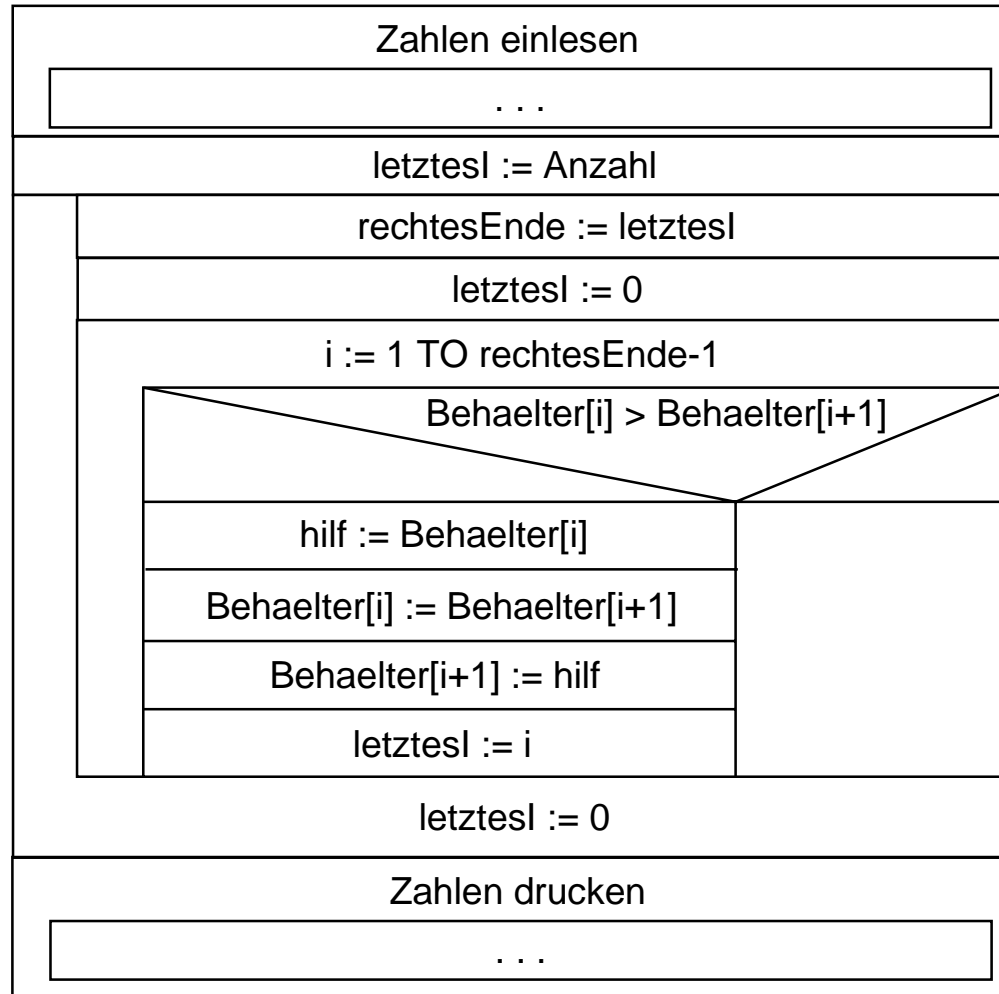 Zahlen einlesen
. . .
letztesI := Anzahl
rechtesEnde := letztesI
letztesI := 0
i := 1 TO rechtesEnde-1
Behaelter[i] > Behaelter[i+1]
hilf := Behaelter[i]
Behaelter[i] := Behaelter[i+1]
Behaelter[i+1] := hilf
letztesI := i
letztesI := 0
Zahlen drucken
. . .